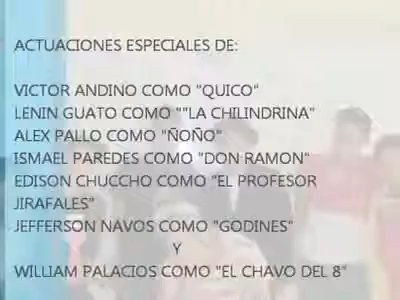 ACTUACIONES ESPECIALES DE:
VICTOR ANDINO COMO "QUICO"
LENIN GUATO COMO ""LA CHILINDRINA"
ALEX PALLO COMO "ÑOÑO"
ISMAEL PAREDES COMO "DON RAMON"
EDISON CHUCCHO COMO "EL PROFESOR
JIRAFALES"
JEFFERSON NAVOS COMO "GODINES"
Y
WILLIAM PALACIOS COMO "EL CHAVO DEL 8"